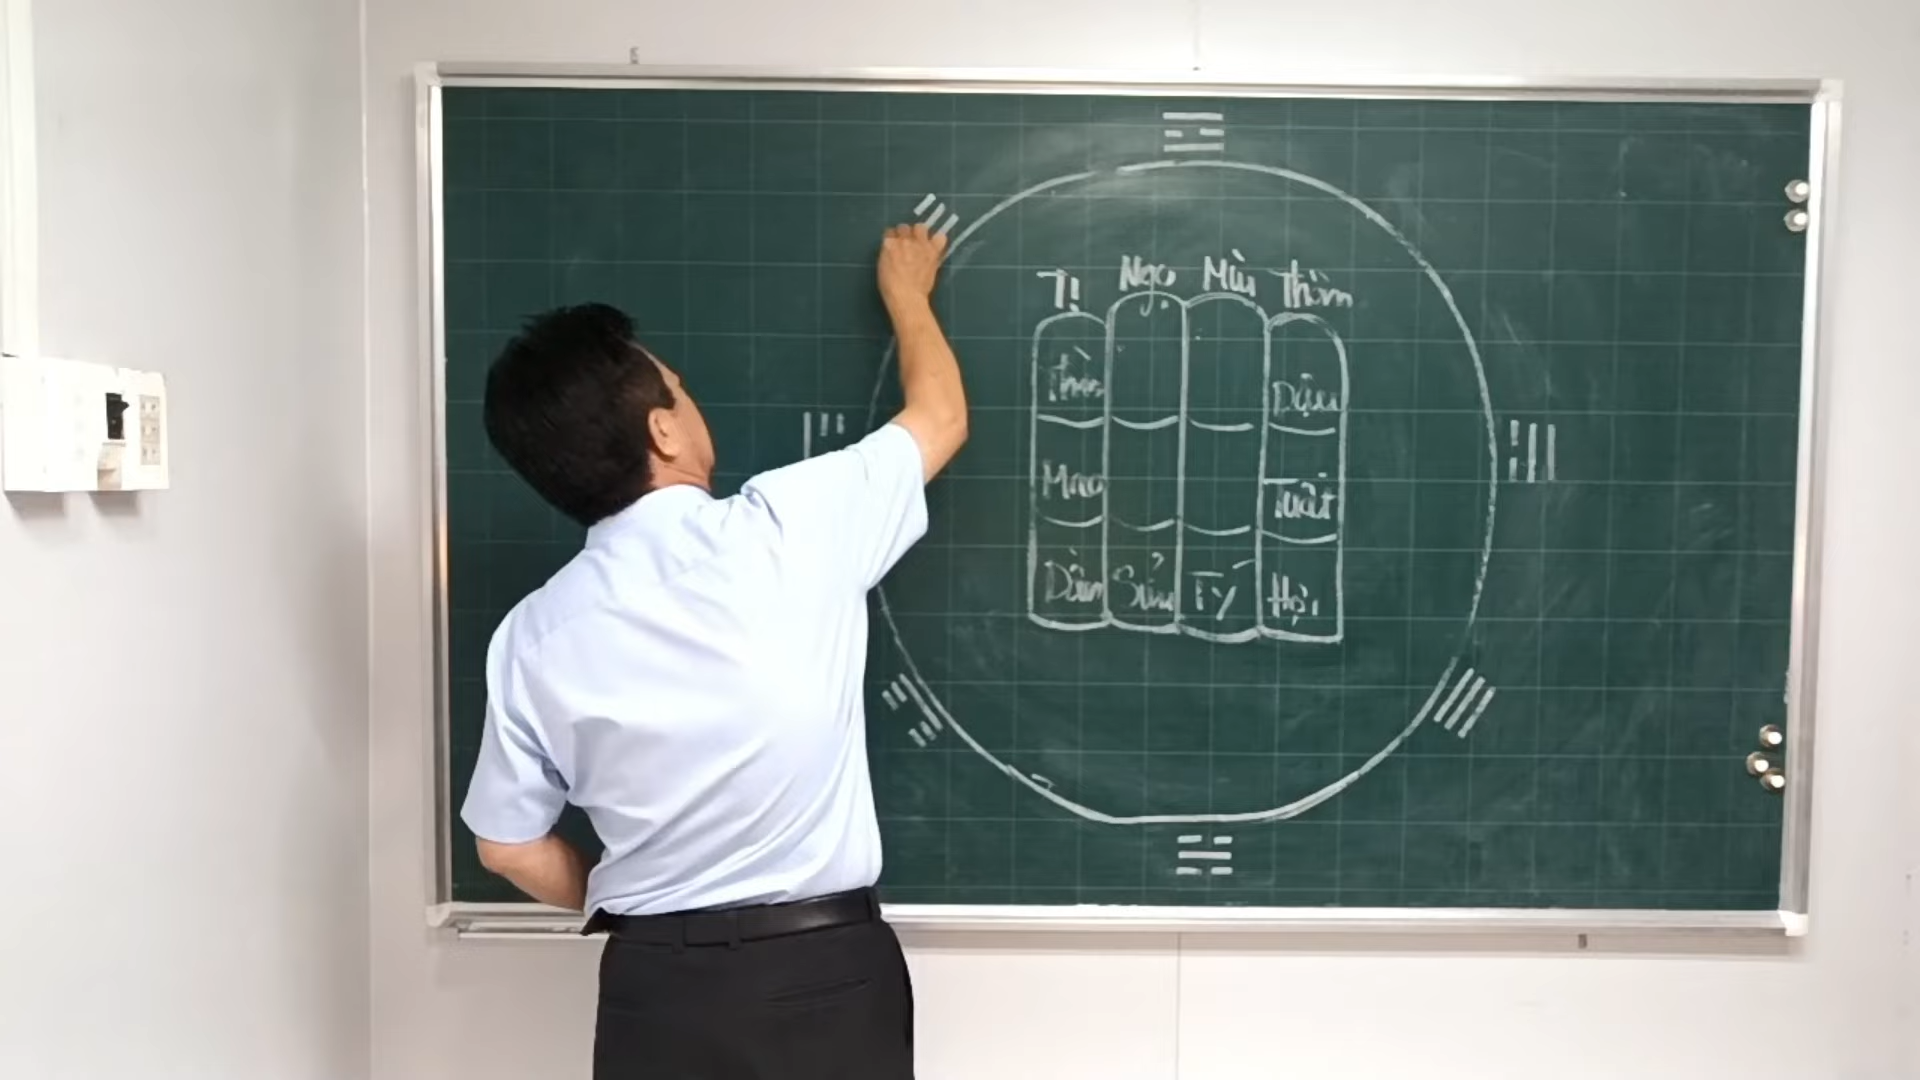 Tị Ngọ Mùi Thân
Thìn Dậu
Mao Tuất
Dần Sửu Tý Hợi